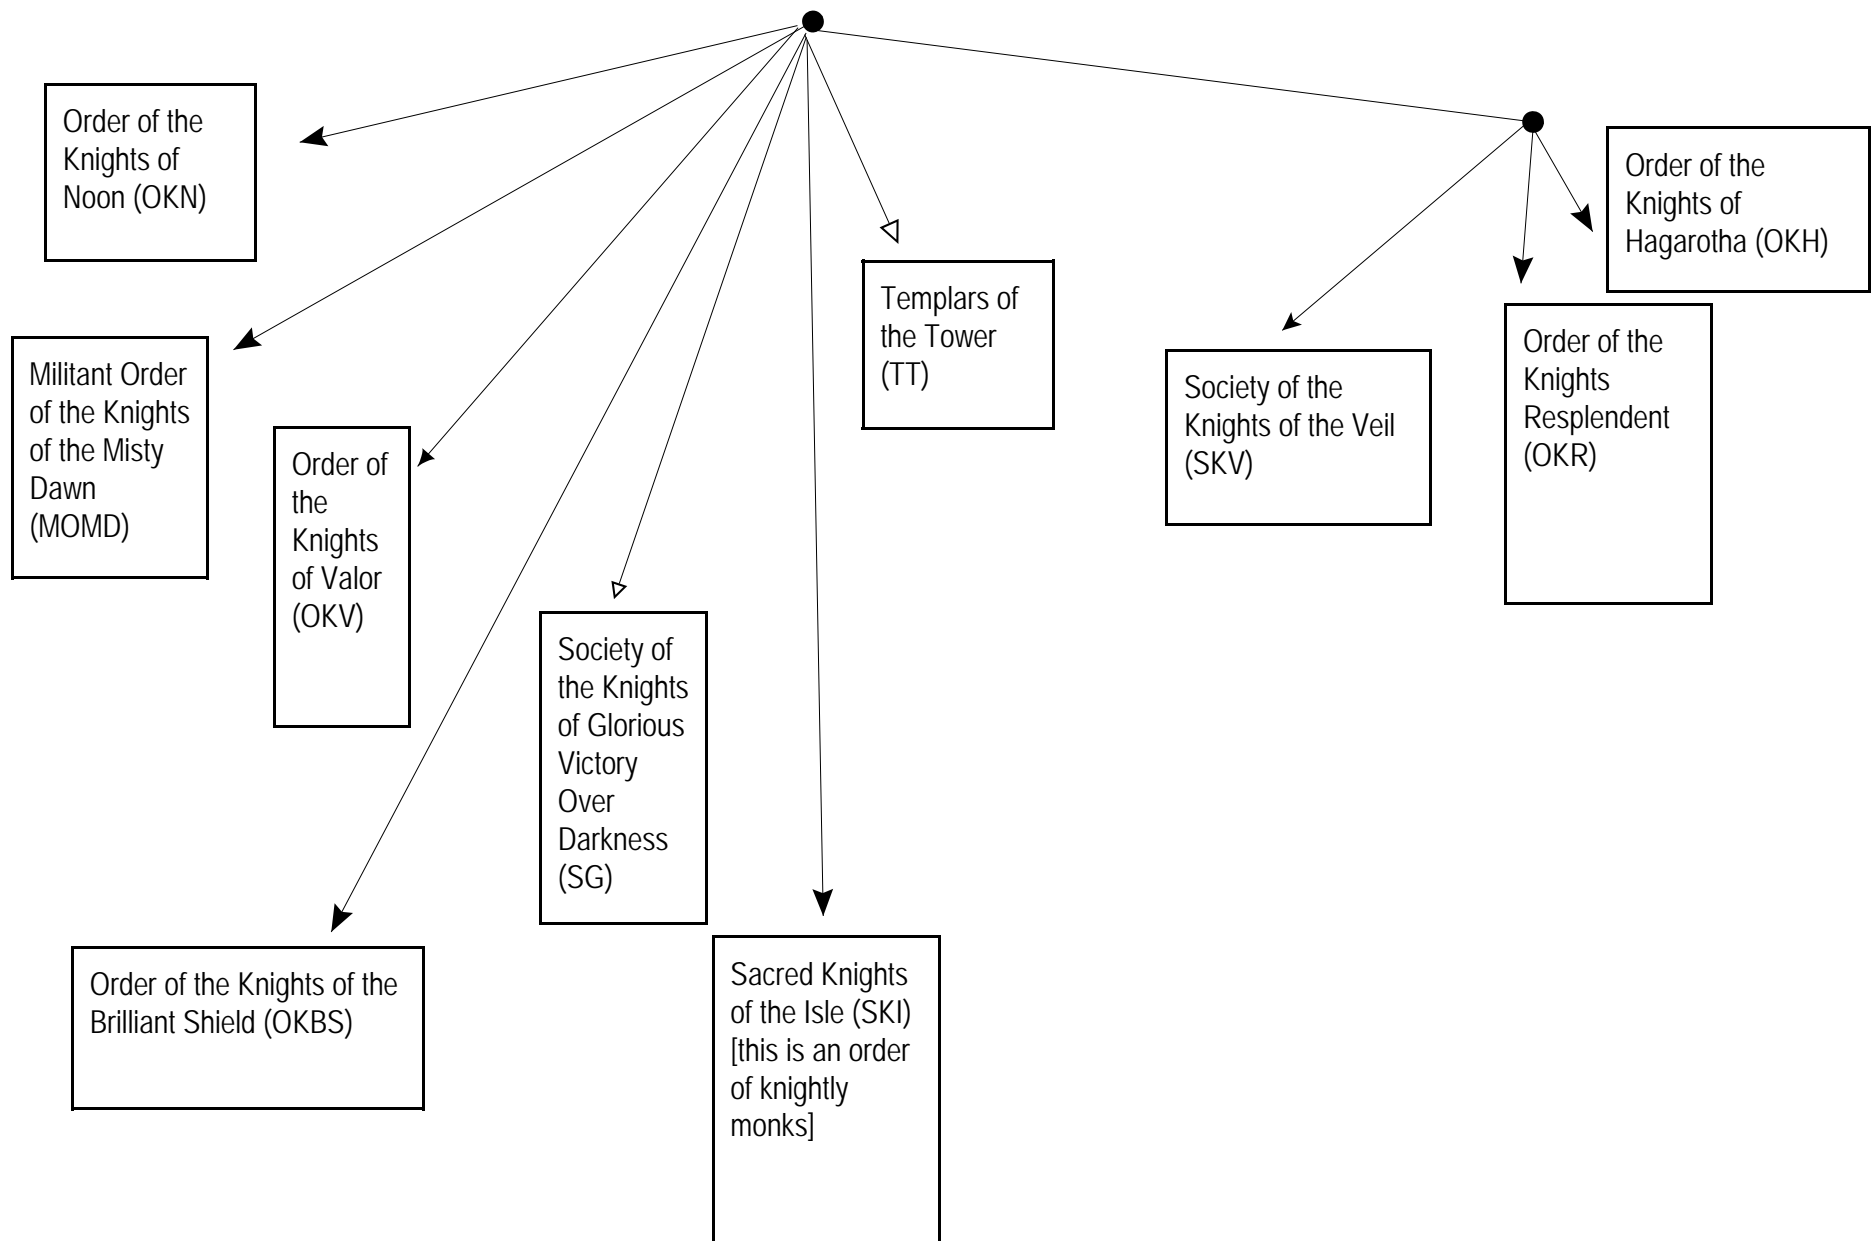 Order of the
Knights of
Noon (OKN)
Order of the
Knights of
Hagarotha (OKH)
Templars of
the Tower
(TT)
Order of the
Knights
Resplendent
(OKR)
Society of the
Knights of the Veil
(SKV)
Militant Order
of the Knights
of the Misty
Dawn
(MOMD)
Order of
the
Knights
of Valor
(OKV)
Society of
the Knights
of Glorious
Victory
Over
Darkness
(SG)
Order of the Knights of the
Brilliant Shield (OKBS)
Sacred Knights
of the Isle (SKI)
[this is an order
of knightly
monks]